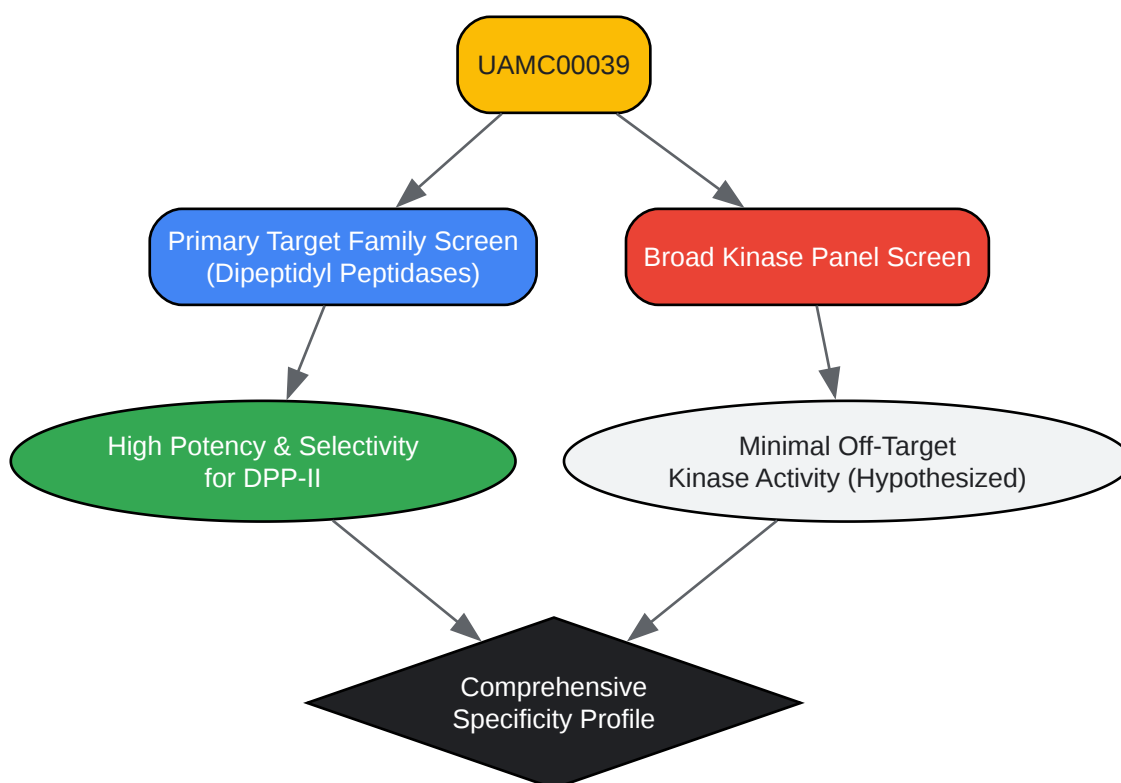 UAMC00039
Primary Target Family Screen
(Dipeptidyl Peptidases)
Broad Kinase Panel Screen
High Potency & Selectivity
for DPP-II
Minimal Off-Target
Kinase Activity (Hypothesized)
Comprehensive
Specificity Profile